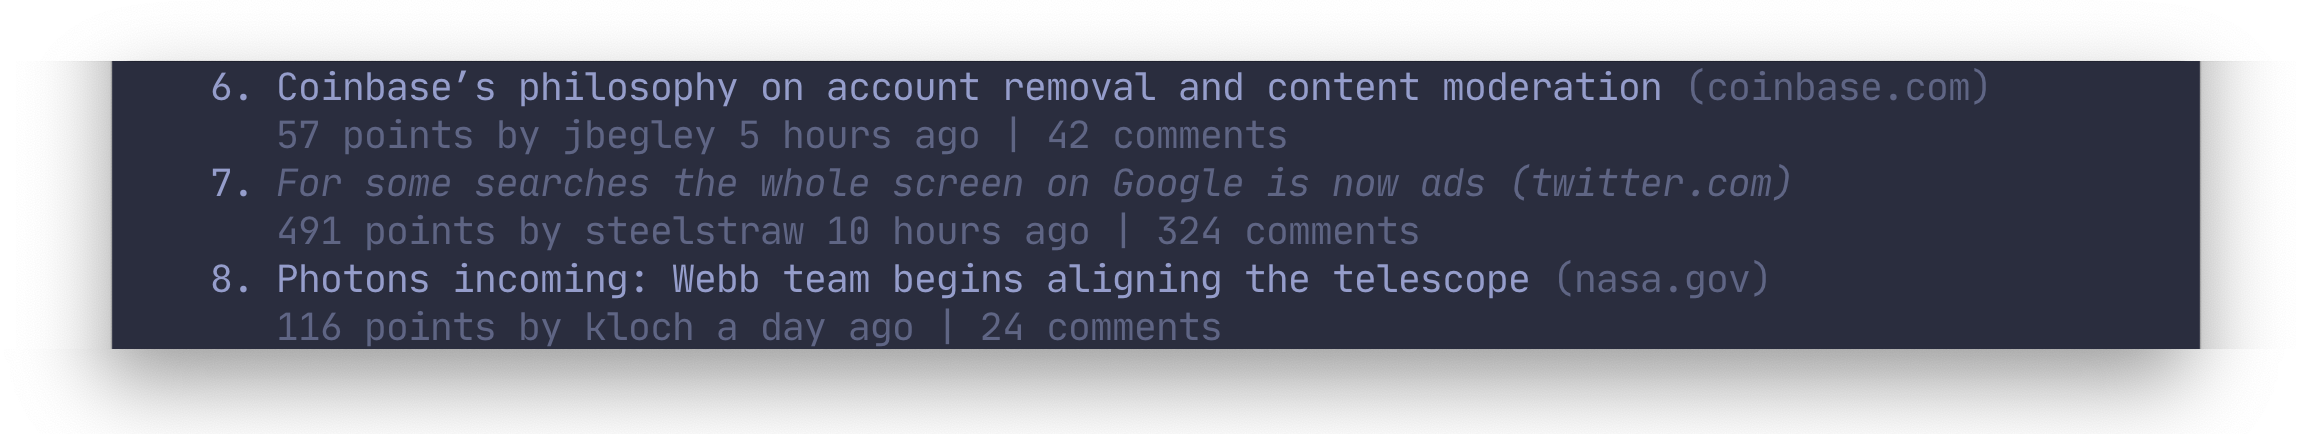 6. Coinbase’s philosophy on account removal and content moderation (coinbase.com)
57 points by jbegley 5 hours ago | 42 comments
7. For some searches the whole screen on Google is now ads (twitter.com)
491 points by steelstraw 10 hours ago | 324 comments
8. Photons incoming: Webb team begins aligning the telescope (nasa.gov)
116 points by kloch a day ago | 24 comments